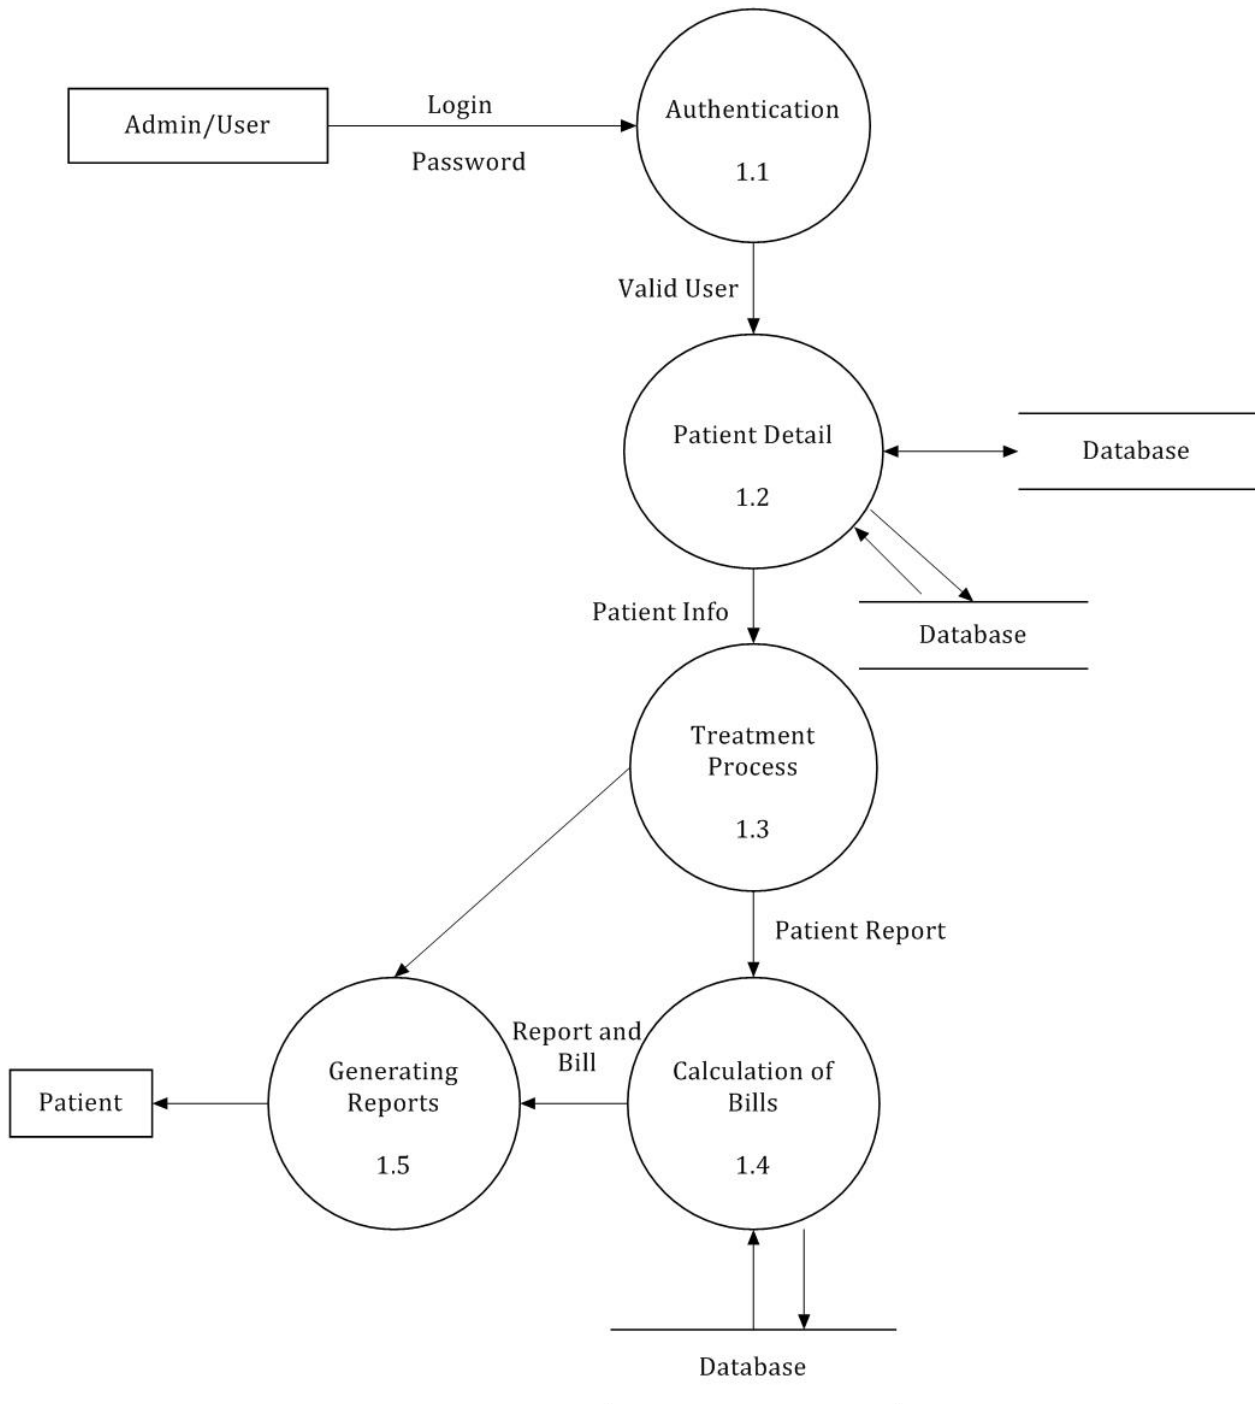 Admin/User
Login
Password
Authentication
1.1
Valid User
Patient Detail
1.2
Database
Database
Patient Info
Treatment
Process
1.3
Patient Report
Report and
Bill
Patient
Generating
Reports
1.5
Calculation of
Bills
1.4
Database